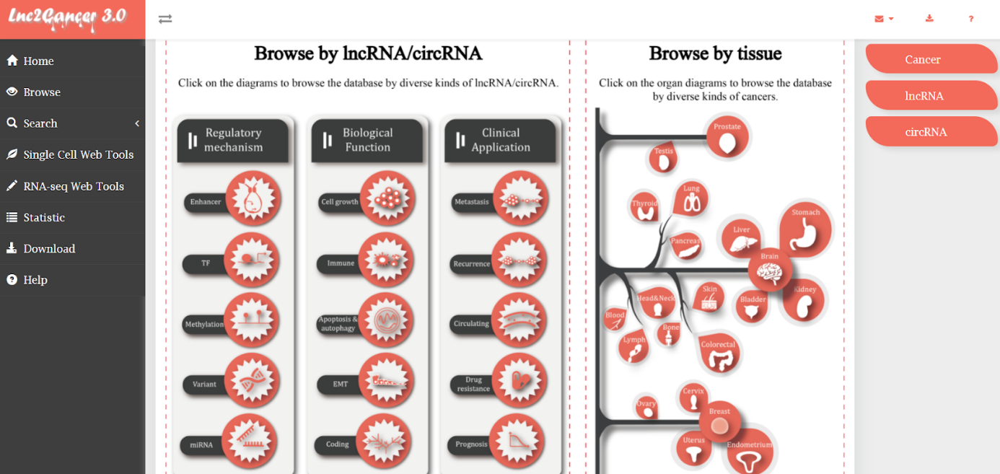 Lnc2Cancer 3.0
Home
Browse
Search
Single Cell Web Tools
RNA-seq Web Tools
Statistic
Download
Help
Browse by lncRNA/circRNA
Click on the diagrams to browse the database by diverse kinds of lncRNA/circRNA.
Regulatory
mechanism
Enhancer
TF
Methylation
Variant
miRNA
Biological
Function
Cell growth
Immune
Apoptosis &
autophagy
EMT
Coding
Clinical
Application
Metastasis
Recurrence
Circulating
Drug
resistance
Prognosis
Browse by tissue
Click on the organ diagrams to browse the database
by diverse kinds of cancers.
Prostate
Testis
Lung
Thyroid
Stomach
Liver
Pancreas
Brain
Skin
Kidney
Head&Neck
Bladder
Blood
Bone
Lymph
Colorectal
Cervix
Ovary
Breast
Uterus
Endometrium
Cancer
lncRNA
circRNA